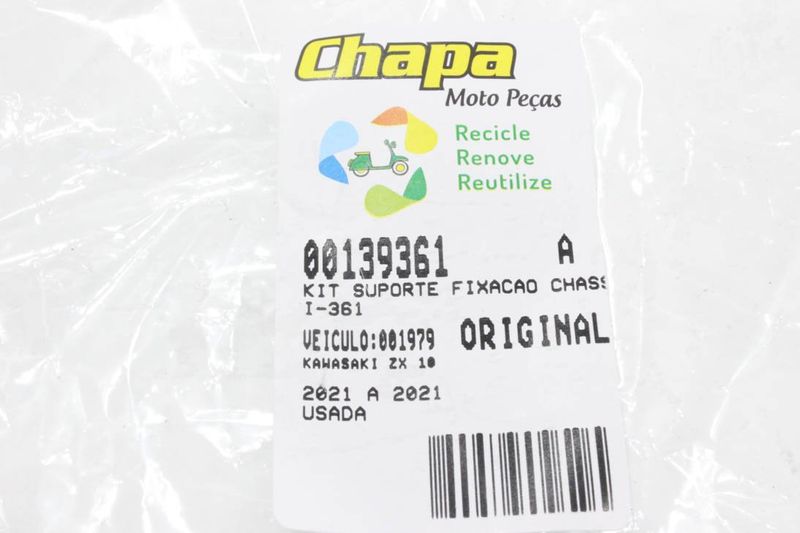 Chapa
Moto Peças
Recicle
Renove
Reutilize
00139361 A
KIT SUPORTE FIXACAO CHASS
I-361
VEICULO:001979 ORIGINAL
KAWASAKI ZX 10
2021 A 2021
USADA